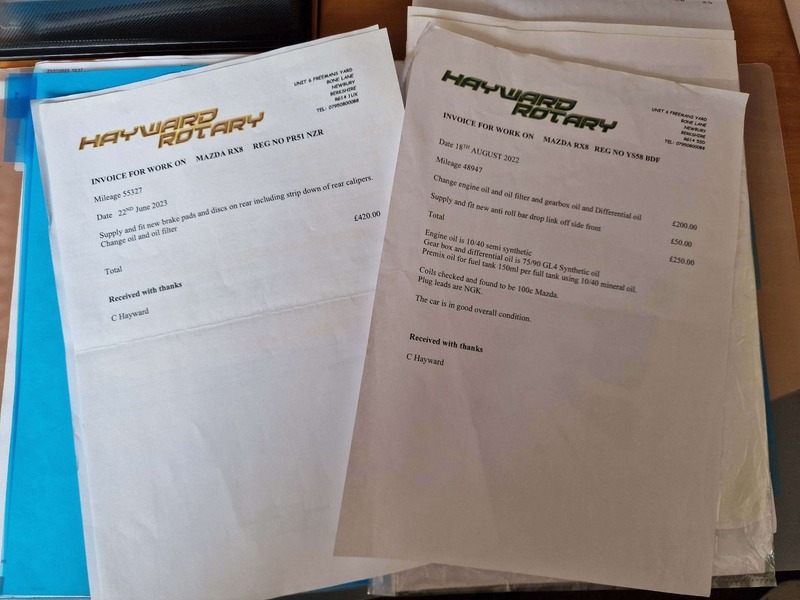 HAYWARD
ROTARY
UNIT 6 FREEMANS YARD
BONE LANE
NEWBURY
BERKSHIRE
RG14 1UX
TEL: 07950800088
INVOICE FOR WORK ON MAZDA RX8 REG NO PR51 NZR
Mileage 55327
Date 22ND June 2023
Supply and fit new brake pads and discs on rear including strip down of rear calipers.
Change oil and oil filter
£420.00
Total
Received with thanks
C Hayward
HAYWARD
ROTARY
UNIT 6 FREEMANS YARD
BONE LANE
NEWBURY
BERKSHIRE
RG14 5SD
TEL: 07950800088
INVOICE FOR WORK ON MAZDA RX8 REG NO YS58 BDF
Date 18TH AUGUST 2022
Mileage 48947
Change engine oil and oil filter and gearbox oil and Differential oil
£200.00
Supply and fit new anti roll bar drop link off side front
£50.00
Total
£250.00
Engine oil is 10/40 semi synthetic
Gear box and differential oil is 75/90 GL4 Synthetic oil
Premix oil for fuel tank 150ml per full tank using 10/40 mineral oil.
Coils checked and found to be 100c Mazda.
Plug leads are NGK.
The car is in good overall condition.
Received with thanks
C Hayward